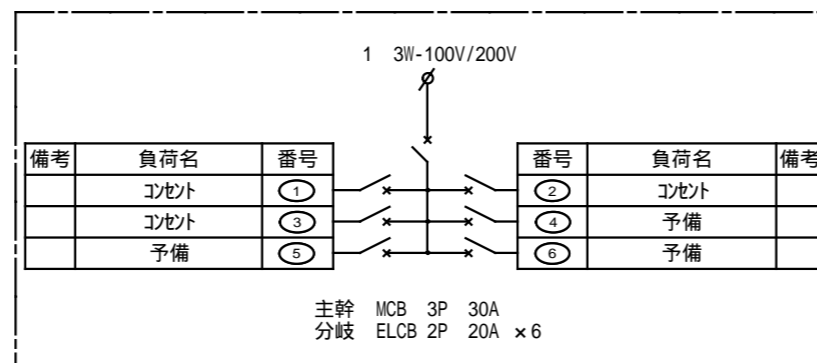 1 3W-100V/200V
備考 負荷名 番号 番号 負荷名 備考
コンセント 1 2 コンセント
コンセント 3 4 予備
予備 5 6 予備
主幹 MCB 3P 30A
分岐 ELCB 2P 20A ×6